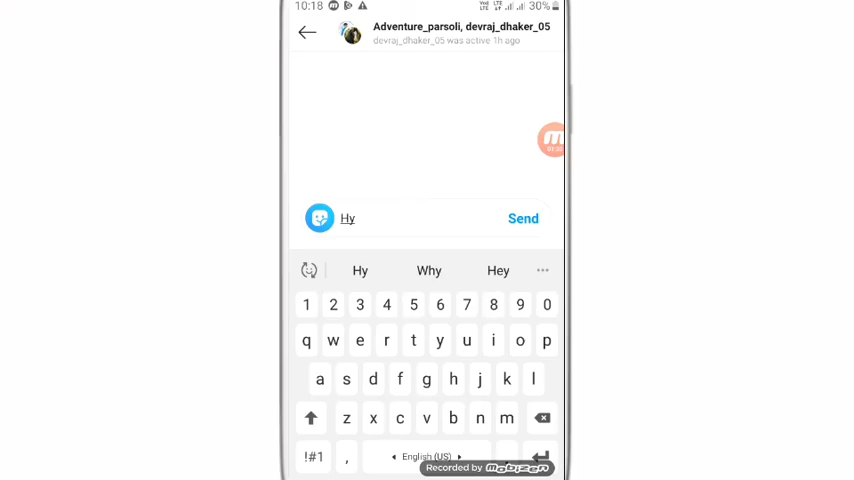 10:18 30%
Adventure_parsoli, devraj_dhaker_05
devraj_dhaker_05 was active 1h ago
Hy Send
Hy Why Hey ...
1 2 3 4 5 6 7 8 9 0
q w e r t y u i o p
a s d f g h j k l
z x c v b n m
!#1 , English (US)
Recorded by mobizen